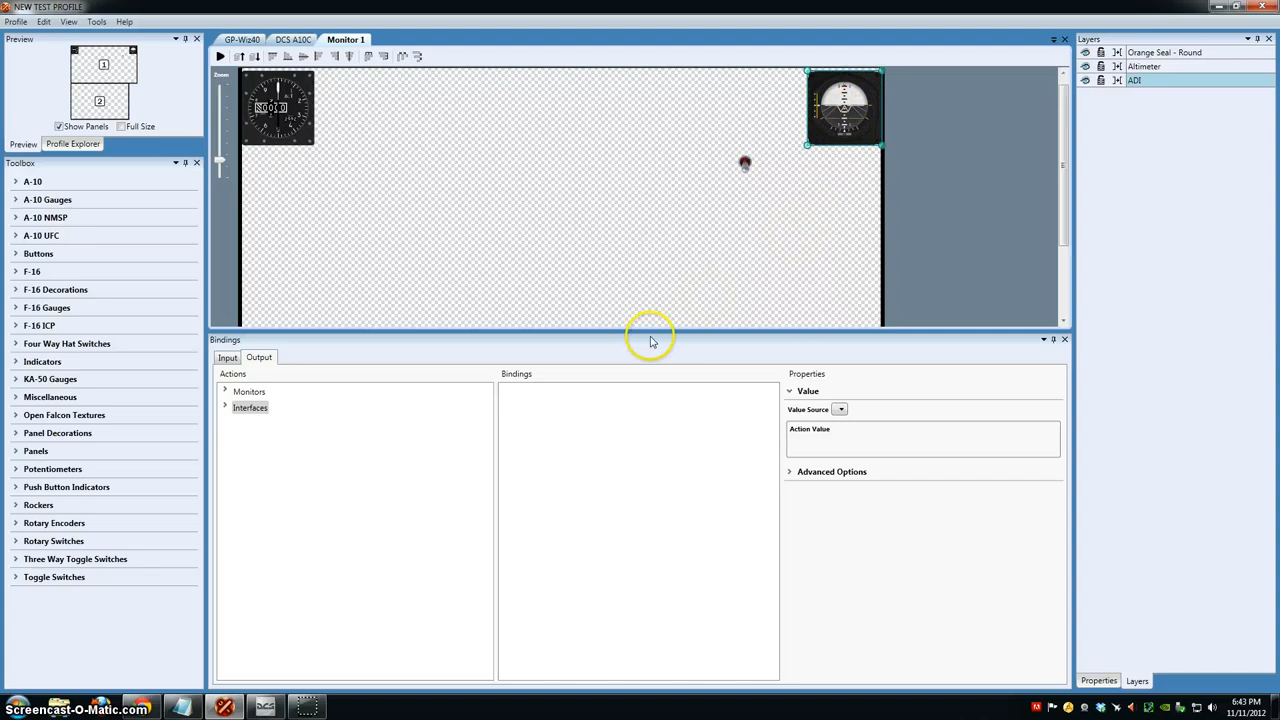 NEW TEST PROFILE
Profile Edit View Tools Help
Preview
1
2
Show Panels Full Size
Preview Profile Explorer
Toolbox
A-10
A-10 Gauges
A-10 NMSP
A-10 UFC
Buttons
F-16
F-16 Decorations
F-16 Gauges
F-16 ICP
Four Way Hat Switches
Indicators
KA-50 Gauges
Miscellaneous
Open Falcon Textures
Panel Decorations
Panels
Potentiometers
Push Button Indicators
Rockers
Rotary Encoders
Rotary Switches
Three Way Toggle Switches
Toggle Switches
GP-Wiz40 DCS A10C Monitor 1
Zoom
Bindings
Input Output
Actions
Monitors
Interfaces
Bindings
Properties
Value
Value Source
Action Value
Advanced Options
Layers
Orange Seal - Round
Altimeter
ADI
Properties Layers
Screencast-O-Matic.com
DCS
6:43 PM
11/11/2012